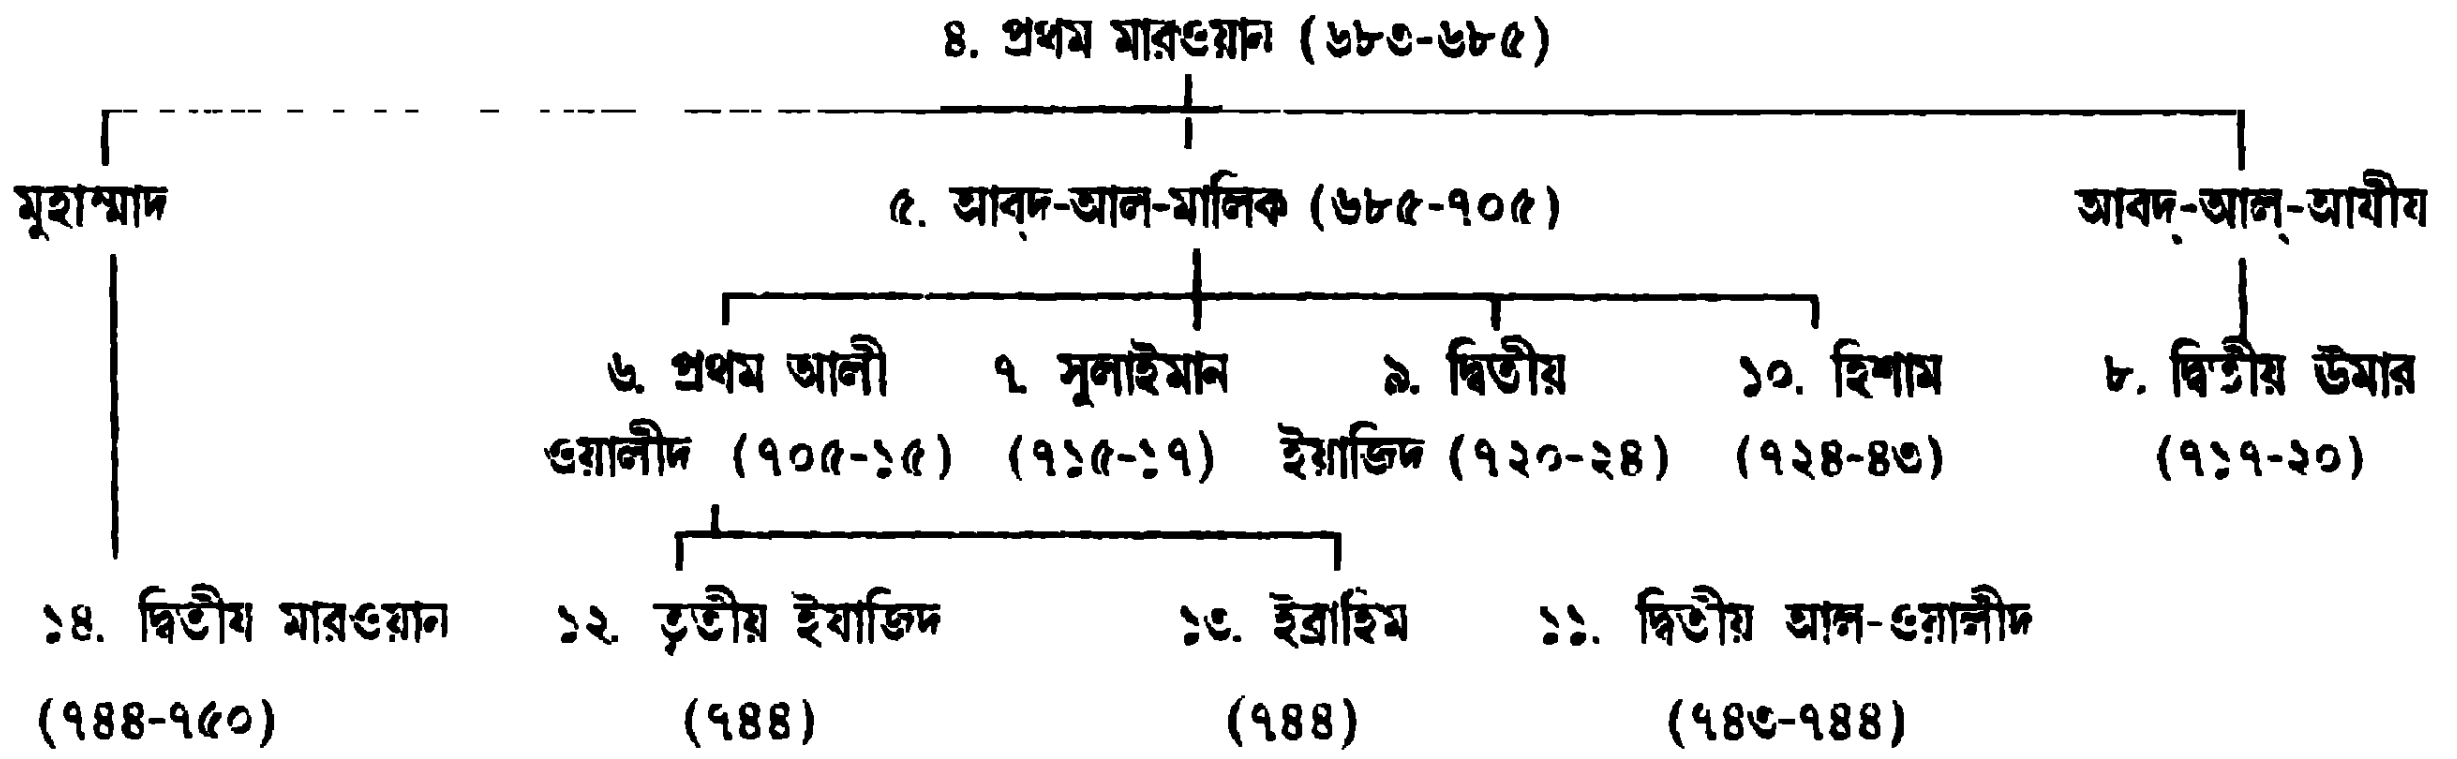 ৪. প্রথম মারওয়ান (৬৮৩-৬৮৫)
মুহাম্মাদ ৫. আব্দ-আল-মালিক (৬৮৫-৭০৫) আবদ্-আল্-আযীয
৬. প্রথম আলী ৭. সুলাইমান ৯. দ্বিতীয় ১০. হিশাম ৮. দ্বিতীয় উমার
ওয়ালীদ (৭০৫-১৫) (৭১৫-১৭) ইয়াজিদ (৭২০-২৪) (৭২৪-৪৩) (৭১৭-২০)
১৪. দ্বিতীয মারওয়ান ১২. তৃতীয় ইযাজিদ ১৩. ইব্রাহিম ১১. দ্বিতীয় আল-ওয়ালীদ
(৭৪৪-৭৫০) (৭৪৪) (৭৪৪) (৭৪৩-৭৪৪)